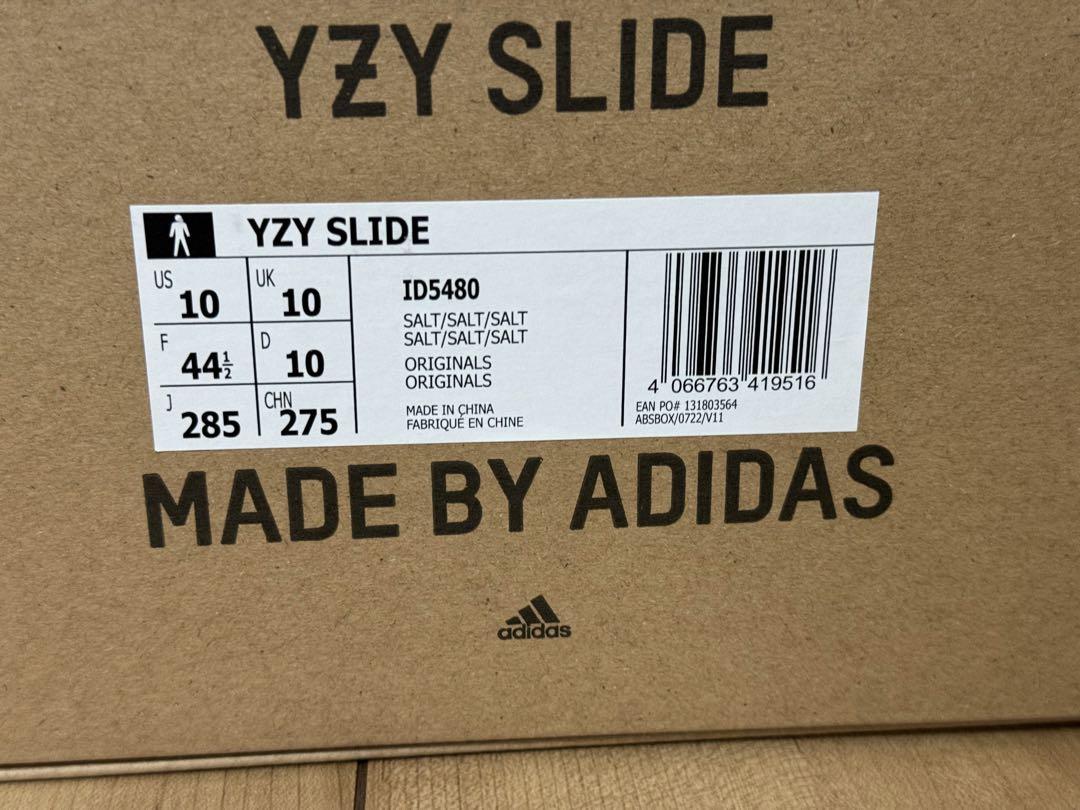 YZY SLIDE
YZY SLIDE
US 10 UK 10
F 44½ D 10
J 285 CHN 275
ID5480
SALT/SALT/SALT
SALT/SALT/SALT
ORIGINALS
ORIGINALS
MADE IN CHINA
FABRIQUÉ EN CHINE
4 066763 419516
EAN PO# 131803564
ABSBOX/0722/V11
MADE BY ADIDAS
adidas